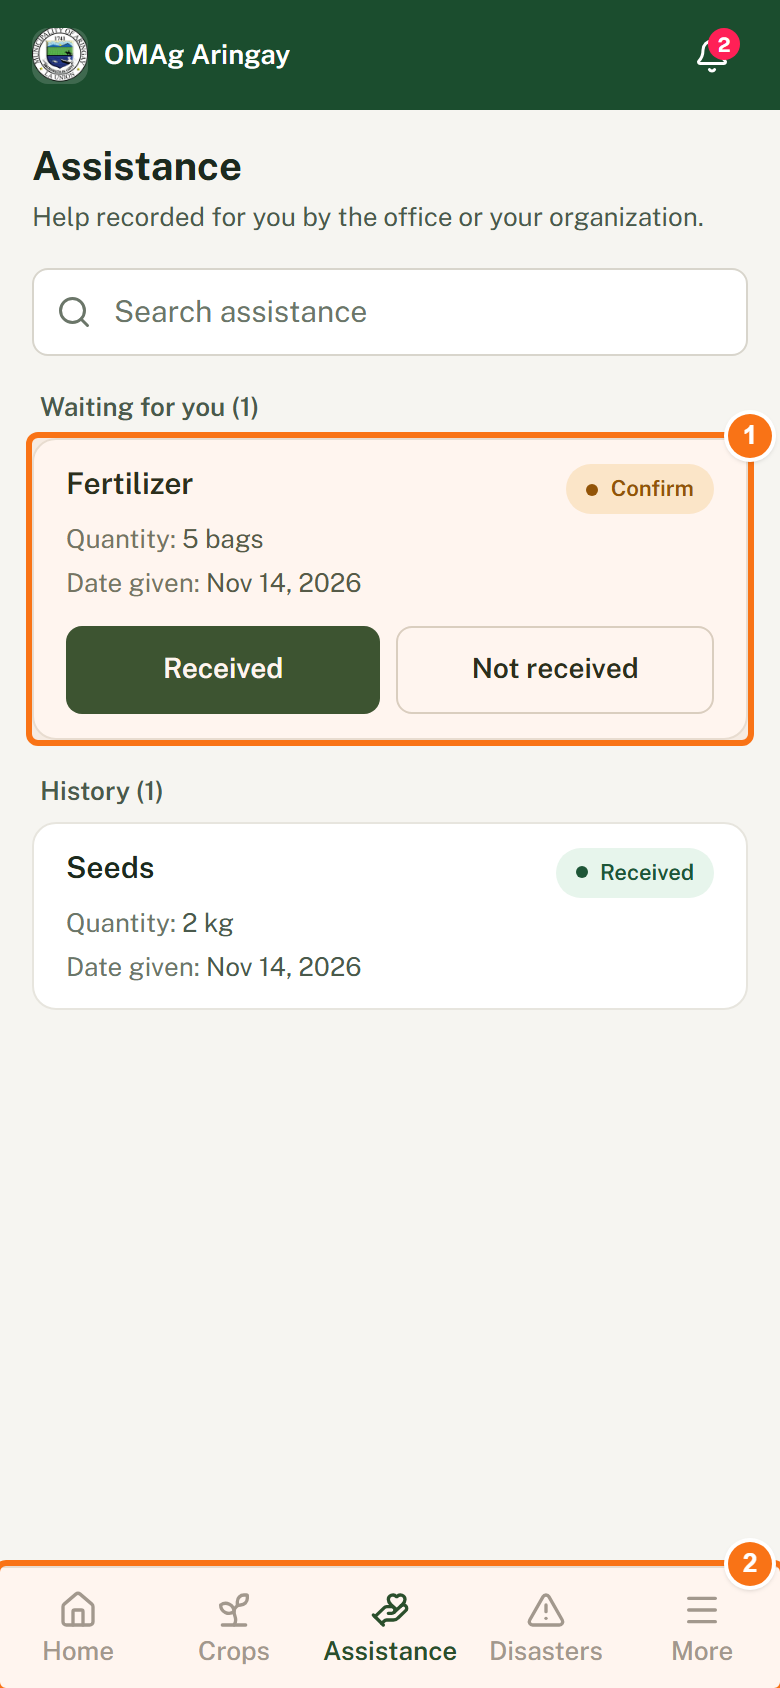 OMAg Aringay
2
Assistance
Help recorded for you by the office or your organization.
Search assistance
Waiting for you (1)
1
Fertilizer
Confirm
Quantity: 5 bags
Date given: Nov 14, 2026
Received
Not received
History (1)
Seeds
Received
Quantity: 2 kg
Date given: Nov 14, 2026
2
Home
Crops
Assistance
Disasters
More